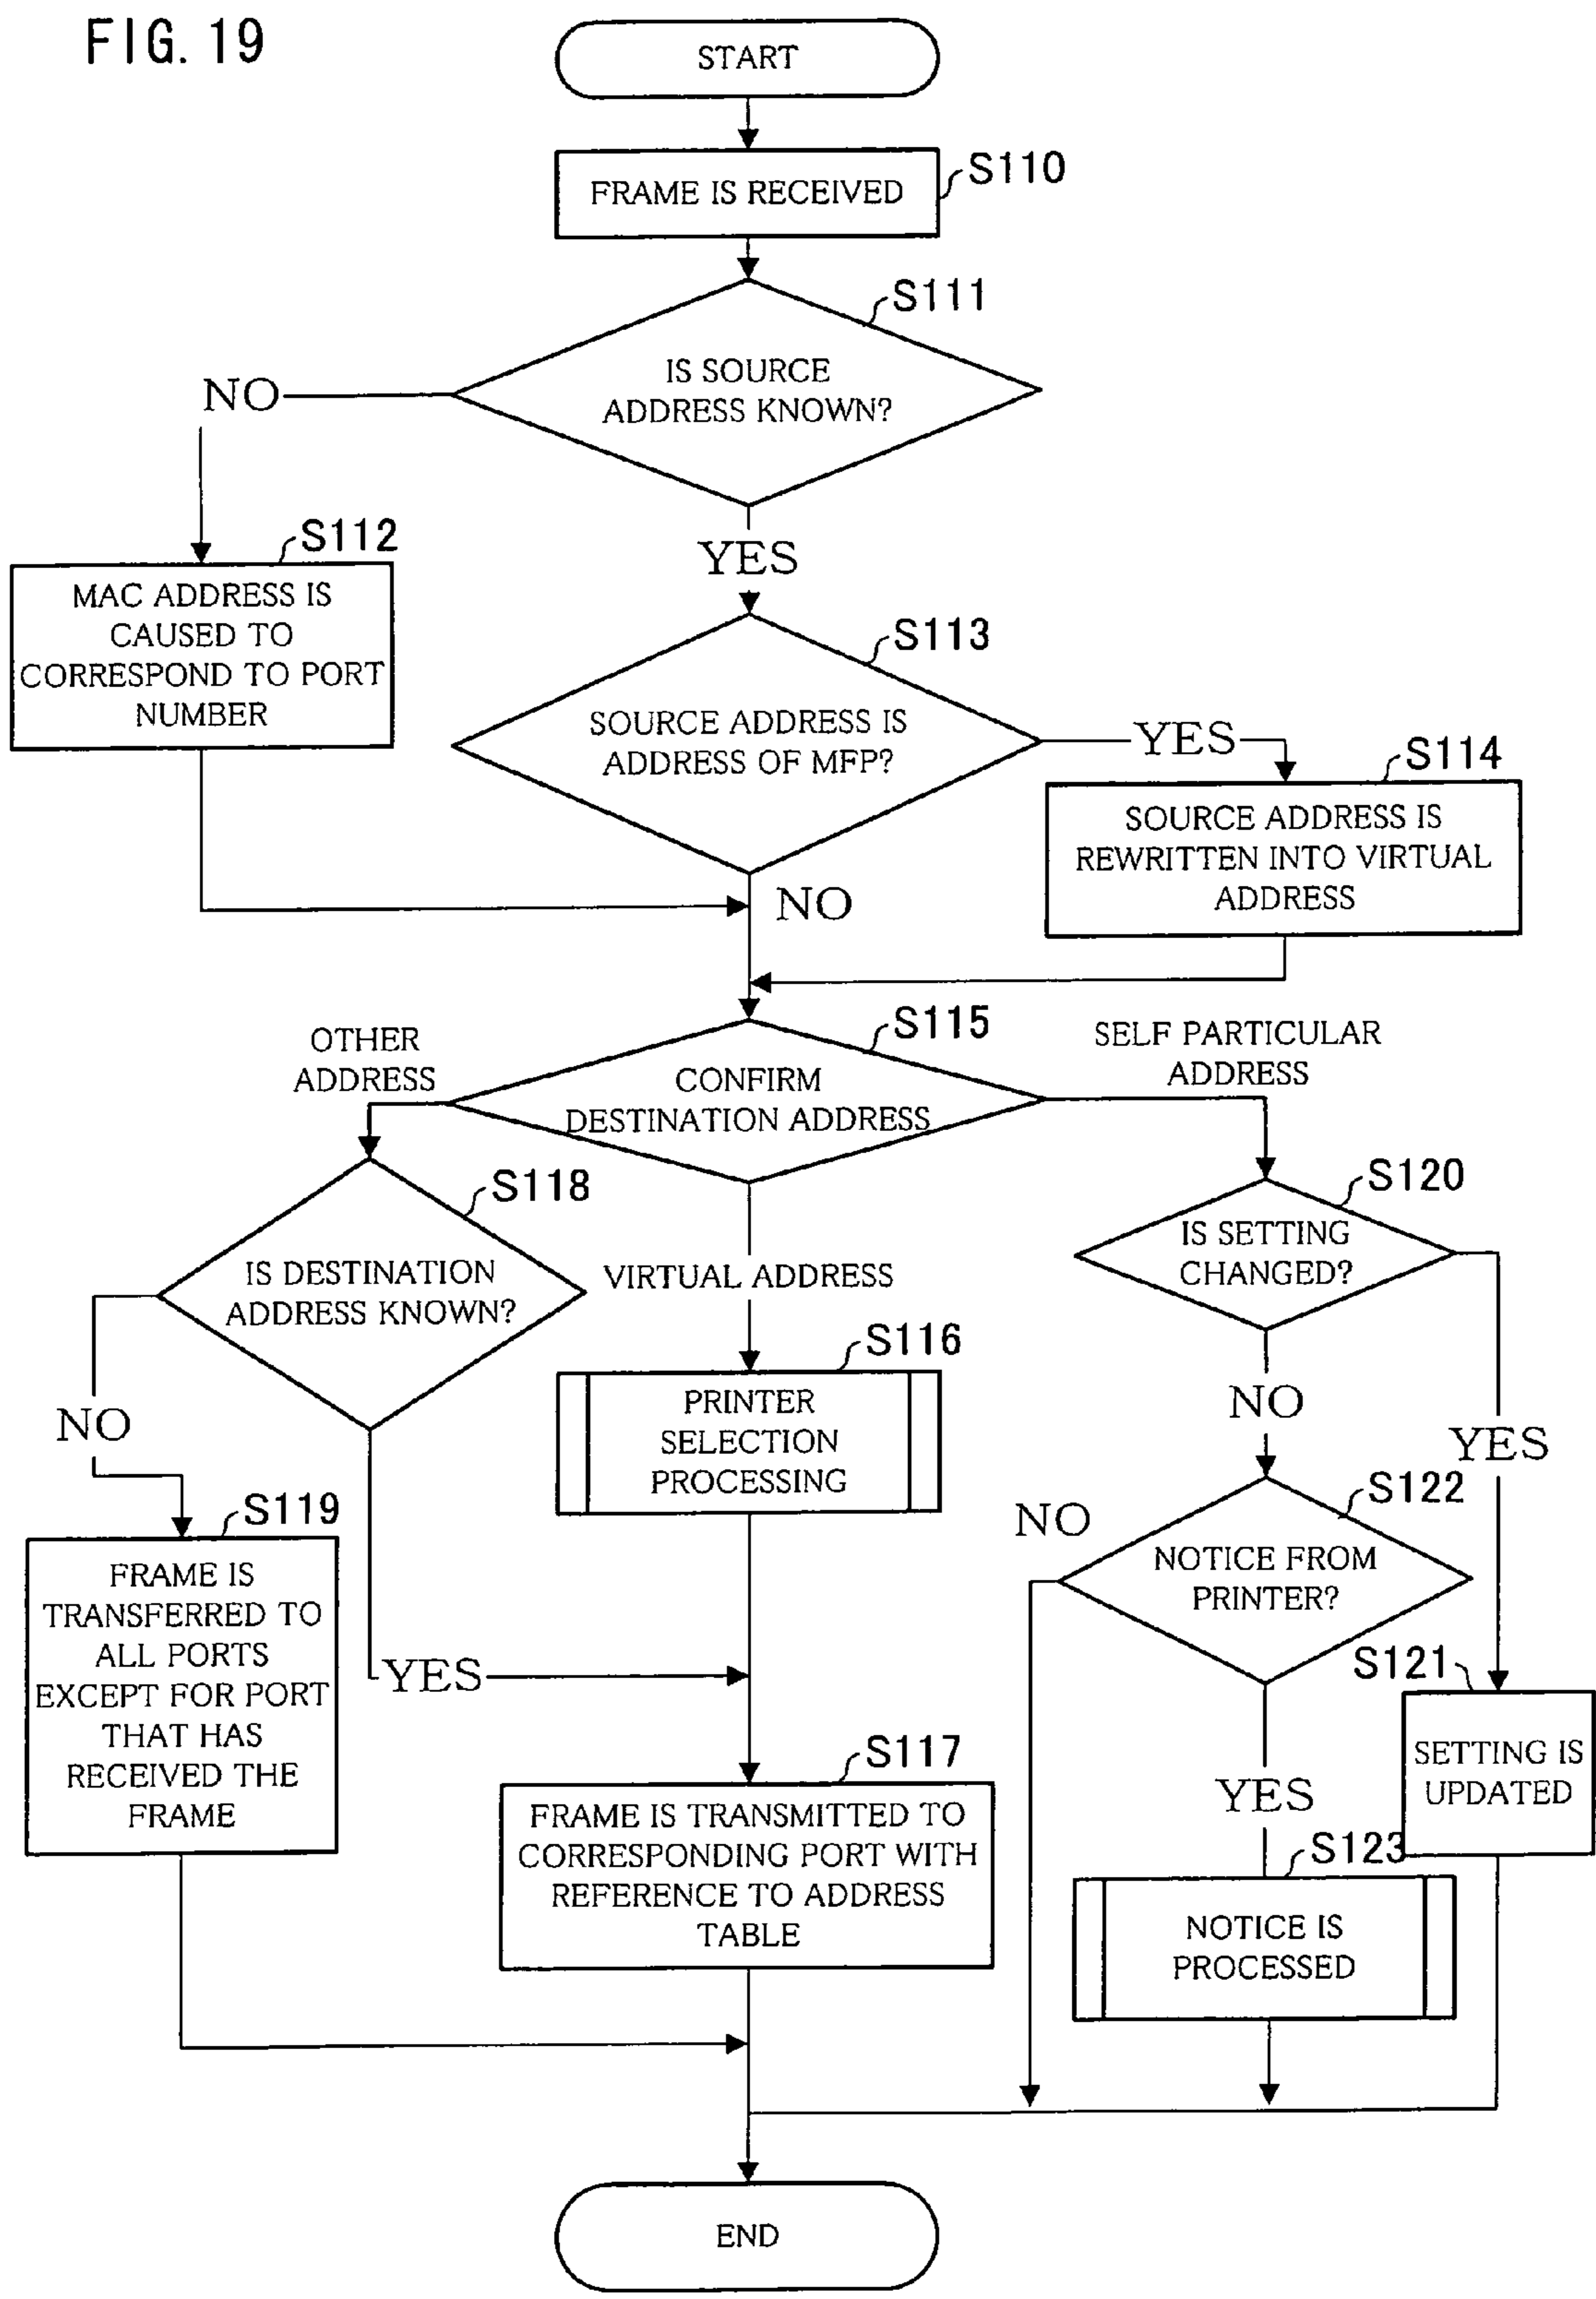 FIG. 19
START
S110
FRAME IS RECEIVED
S111
IS SOURCE
ADDRESS KNOWN?
NO
YES
S112
MAC ADDRESS IS
CAUSED TO
CORRESPOND TO PORT
NUMBER
S113
SOURCE ADDRESS IS
ADDRESS OF MFP?
YES
S114
SOURCE ADDRESS IS
REWRITTEN INTO VIRTUAL
ADDRESS
NO
S115
CONFIRM
DESTINATION ADDRESS
OTHER
ADDRESS
SELF PARTICULAR
ADDRESS
VIRTUAL ADDRESS
S118
IS DESTINATION
ADDRESS KNOWN?
NO
YES
S116
PRINTER
SELECTION
PROCESSING
S120
IS SETTING
CHANGED?
NO
YES
S119
FRAME IS
TRANSFERRED TO
ALL PORTS
EXCEPT FOR PORT
THAT HAS
RECEIVED THE
FRAME
S122
NOTICE FROM
PRINTER?
NO
YES
S121
SETTING IS
UPDATED
S117
FRAME IS TRANSMITTED TO
CORRESPONDING PORT WITH
REFERENCE TO ADDRESS
TABLE
S123
NOTICE IS
PROCESSED
END